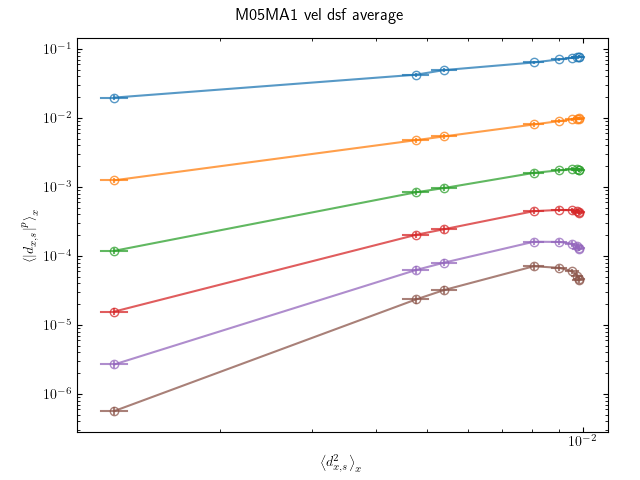 M05MA1 vel dsf average
10⁻¹
10⁻²
10⁻³
10⁻⁴
10⁻⁵
10⁻⁶
⟨|d_{x,s}|^p⟩_x
10⁻²
⟨d²_{x,s}⟩_x